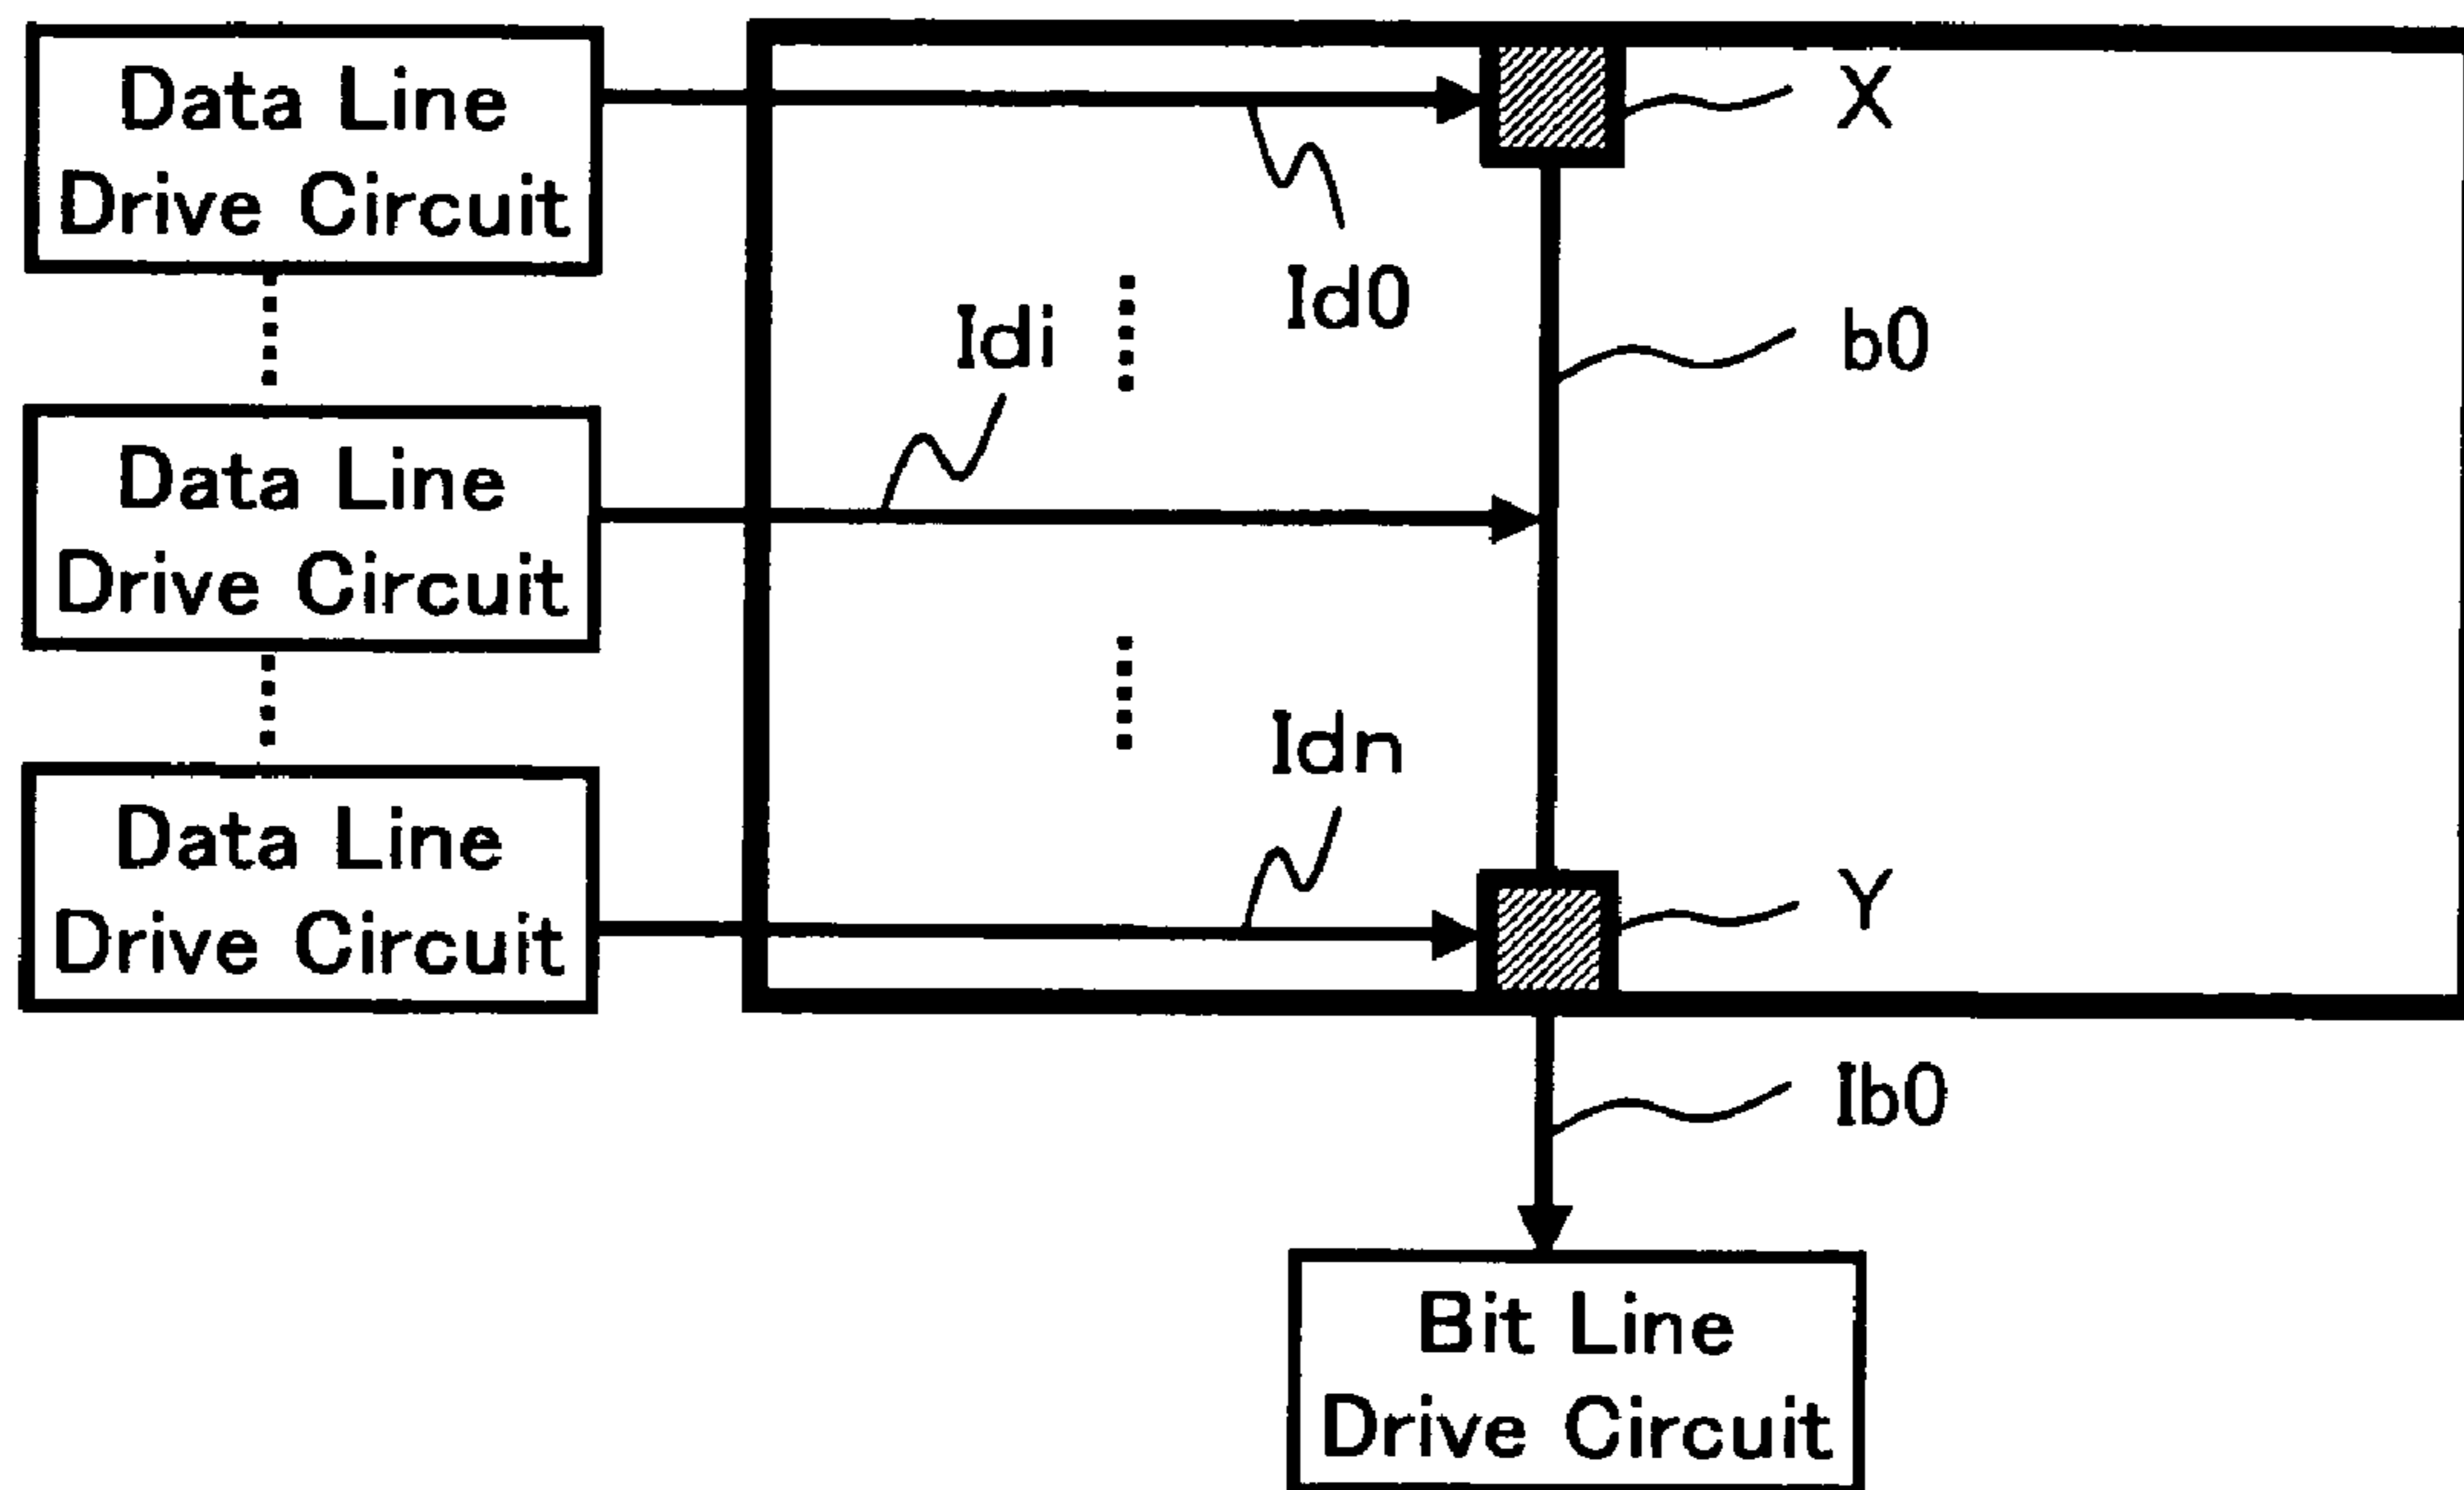 Data Line
Drive Circuit
X
Id0
Idi
b0
Data Line
Drive Circuit
Idn
Data Line
Drive Circuit
Y
Ib0
Bit Line
Drive Circuit